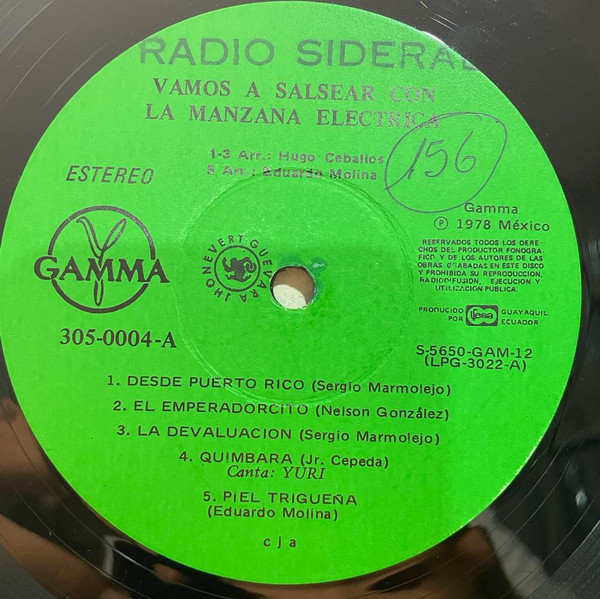 RADIO SIDERAL
VAMOS A SALSEAR CON
LA MANZANA ELECTRICA
1-3 Arr.: Hugo Ceballos
5 Arr.: Eduardo Molina
156
ESTEREO
Gamma
℗ 1978 México
RESERVADOS TODOS LOS DERE-
CHOS DEL PRODUCTOR FONOGRA-
FICO Y DE LOS AUTORES DE LAS
OBRAS GRABADAS EN ESTE DISCO
Y PROHIBIDA SU REPRODUCCION,
RADIODIFUSION, EJECUCION Y
UTILIZACION PUBLICA.
GAMMA
JHON EVERT GUEVARA
PRODUCIDO POR
ifesa
GUAYAQUIL
ECUADOR
305-0004-A
S-5650-GAM-12
(LPG-3022-A)
1. DESDE PUERTO RICO (Sergio Marmolejo)
2. EL EMPERADORCITO (Nelson González)
3. LA DEVALUACION (Sergio Marmolejo)
4. QUIMBARA (Jr. Cepeda)
Canta: YURI
5. PIEL TRIGUEÑA
(Eduardo Molina)
c j a